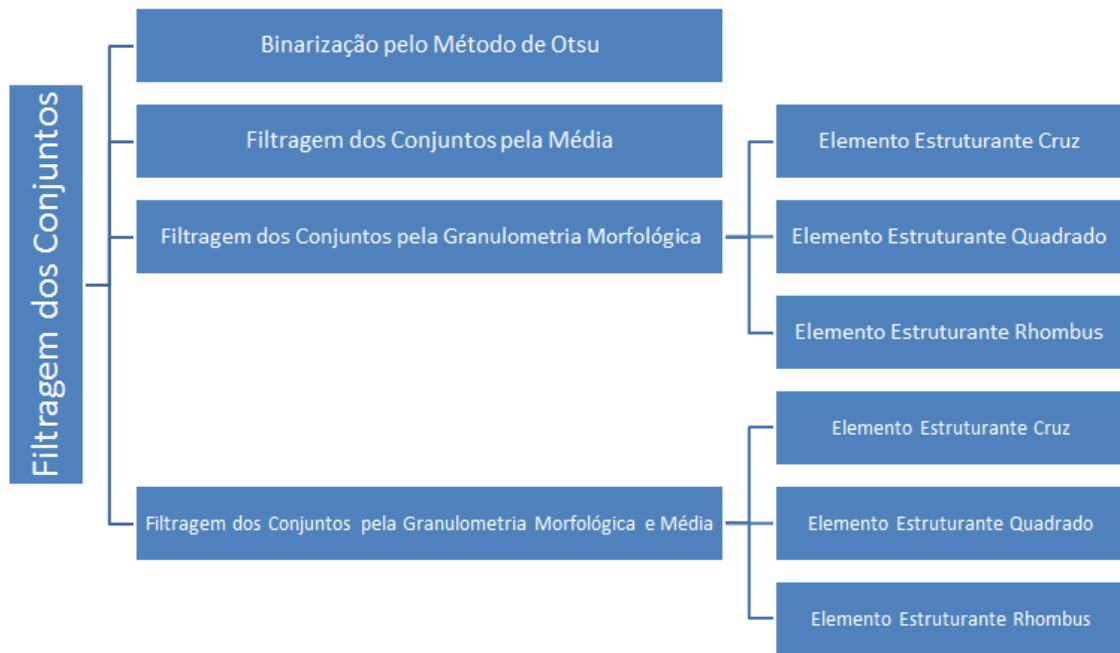 Filtragem dos Conjuntos
Binarização pelo Método de Otsu
Filtragem dos Conjuntos pela Média
Filtragem dos Conjuntos pela Granulometria Morfológica
Elemento Estruturante Cruz
Elemento Estruturante Quadrado
Elemento Estruturante Rhombus
Filtragem dos Conjuntos pela Granulometria Morfológica e Média
Elemento Estruturante Cruz
Elemento Estruturante Quadrado
Elemento Estruturante Rhombus